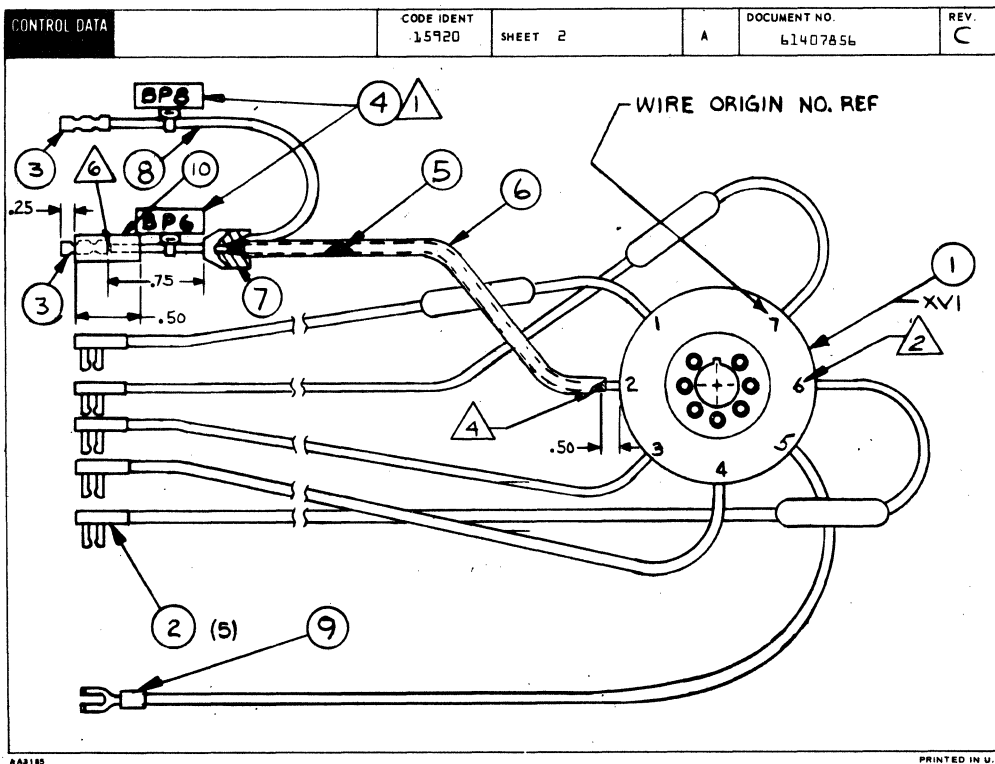 CONTROL DATA
CODE IDENT
15920
SHEET 2
A
DOCUMENT NO.
61407856
REV.
C
BP8
4
1
WIRE ORIGIN NO. REF
3
6
8
10
5
6
.25
BP6
.75
3
.50
7
1
XVI
2
1
7
2
6
4
.50
3
4
5
2
(5)
9
AA3185
PRINTED IN U.